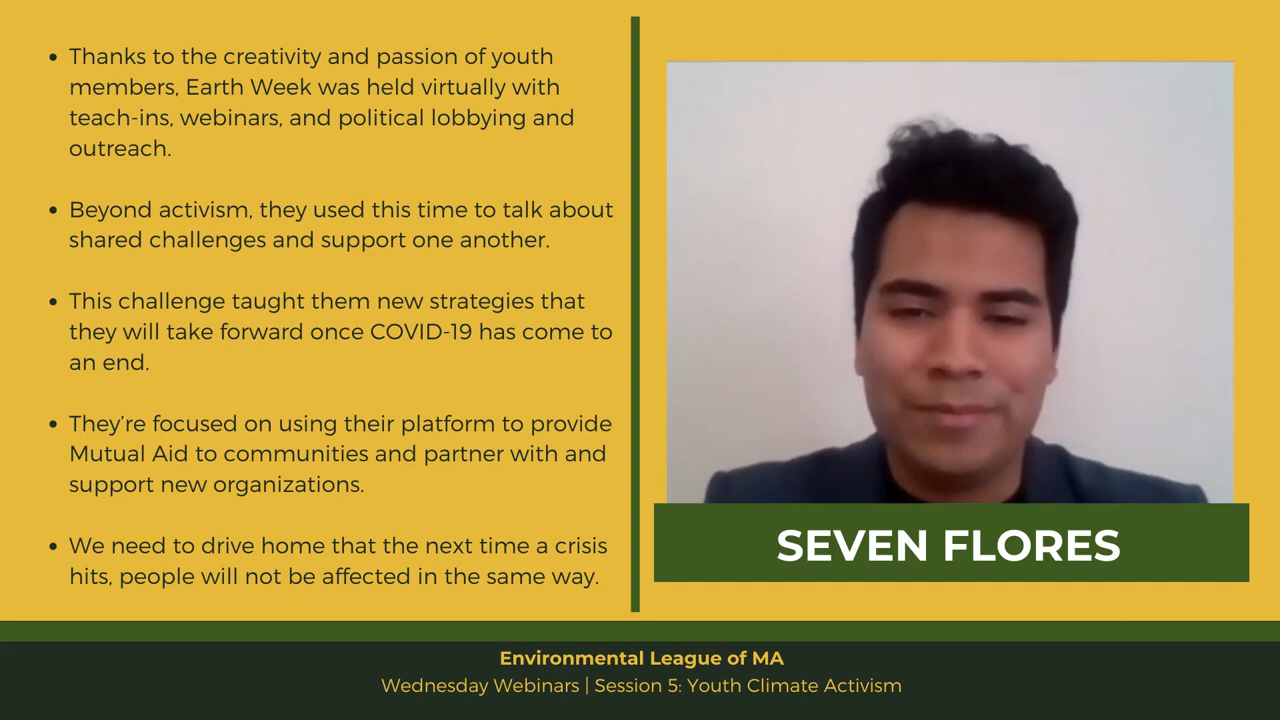 Thanks to the creativity and passion of youth
members, Earth Week was held virtually with
teach-ins, webinars, and political lobbying and
outreach.
Beyond activism, they used this time to talk about
shared challenges and support one another.
This challenge taught them new strategies that
they will take forward once COVID-19 has come to
an end.
They’re focused on using their platform to provide
Mutual Aid to communities and partner with and
support new organizations.
We need to drive home that the next time a crisis
hits, people will not be affected in the same way.
SEVEN FLORES
Environmental League of MA
Wednesday Webinars | Session 5: Youth Climate Activism